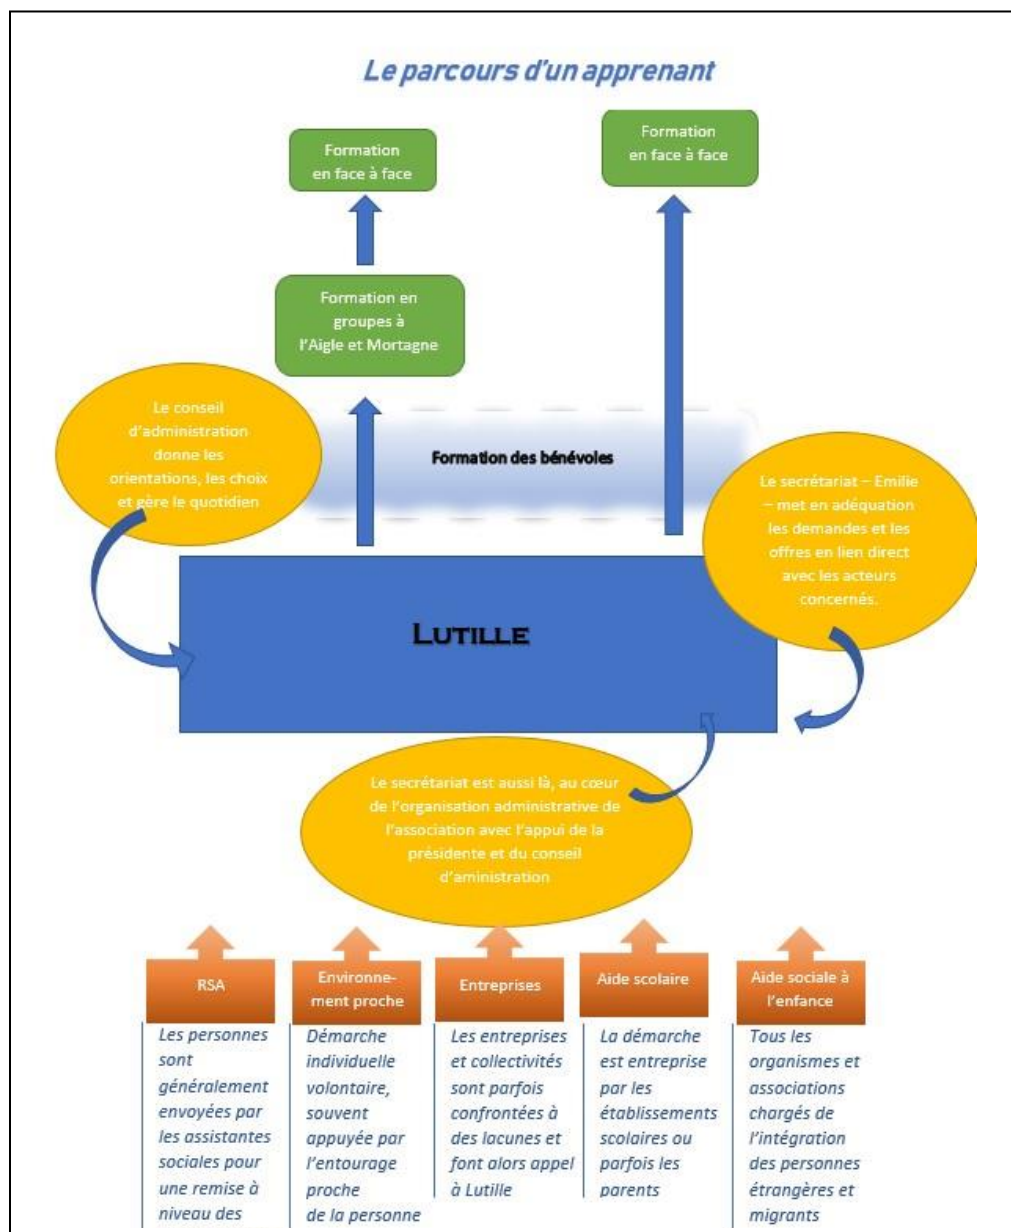 Le parcours d'un apprenant
Formation
en face à face
Formation
en face à face
Formation en
groupes à
l'Aigle et Mortagne
Le conseil
d'administration
donne les
orientations, les choix
et gère le quotidien
Formation des bénévoles
Le secrétariat – Emilie
– met en adéquation
les demandes et les
offres en lien direct
avec les acteurs
concernés.
LUTILLE
Le secrétariat est aussi là, au cœur
de l'organisation administrative de
l'association avec l'appui de la
présidente et du conseil
d'aministration
RSA
Environne-
ment proche
Entreprises
Aide scolaire
Aide sociale à
l'enfance
Les personnes
sont
généralement
envoyées par
les assistantes
sociales pour
une remise à
niveau des
Démarche
individuelle
volontaire,
souvent
appuyée par
l'entourage
proche
de la personne
Les entreprises
et collectivités
sont parfois
confrontées à
des lacunes et
font alors appel
à Lutille
La démarche
est entreprise
par les
établissements
scolaires ou
parfois les
parents
Tous les
organismes et
associations
chargés de
l'intégration
des personnes
étrangères et
migrants